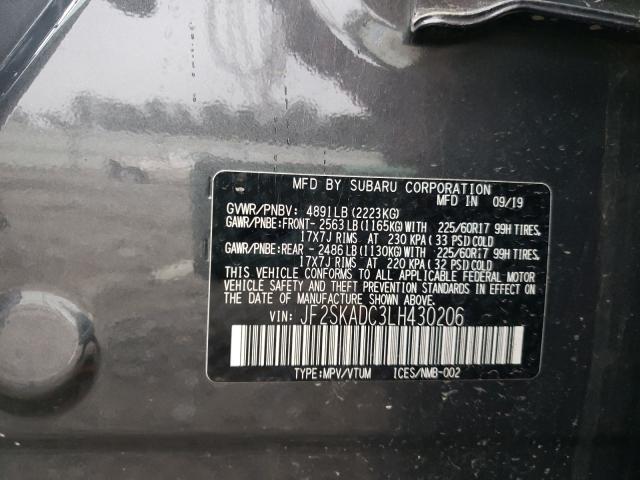 MFD BY SUBARU CORPORATION
MFD IN 09/19
GVWR/PNBV: 4891LB (2223KG)
GAWR/PNBE:FRONT- 2563LB (1165KG)WITH 225/60R17 99H TIRES,
17X7J RIMS AT 230 KPA (33 PSI)COLD
GAWR/PNBE:REAR - 2486LB (1130KG)WITH 225/60R17 99H TIRES,
17X7J RIMS AT 220 KPA (32 PSI)COLD
THIS VEHICLE CONFORMS TO ALL APPLICABLE FEDERAL MOTOR
VEHICLE SAFETY AND THEFT PREVENTION STANDARDS IN EFFECT ON
THE DATE OF MANUFACTURE SHOWN ABOVE.
VIN: JF2SKADC3LH430206
TYPE:MPV/VTUM ICES/NMB-002